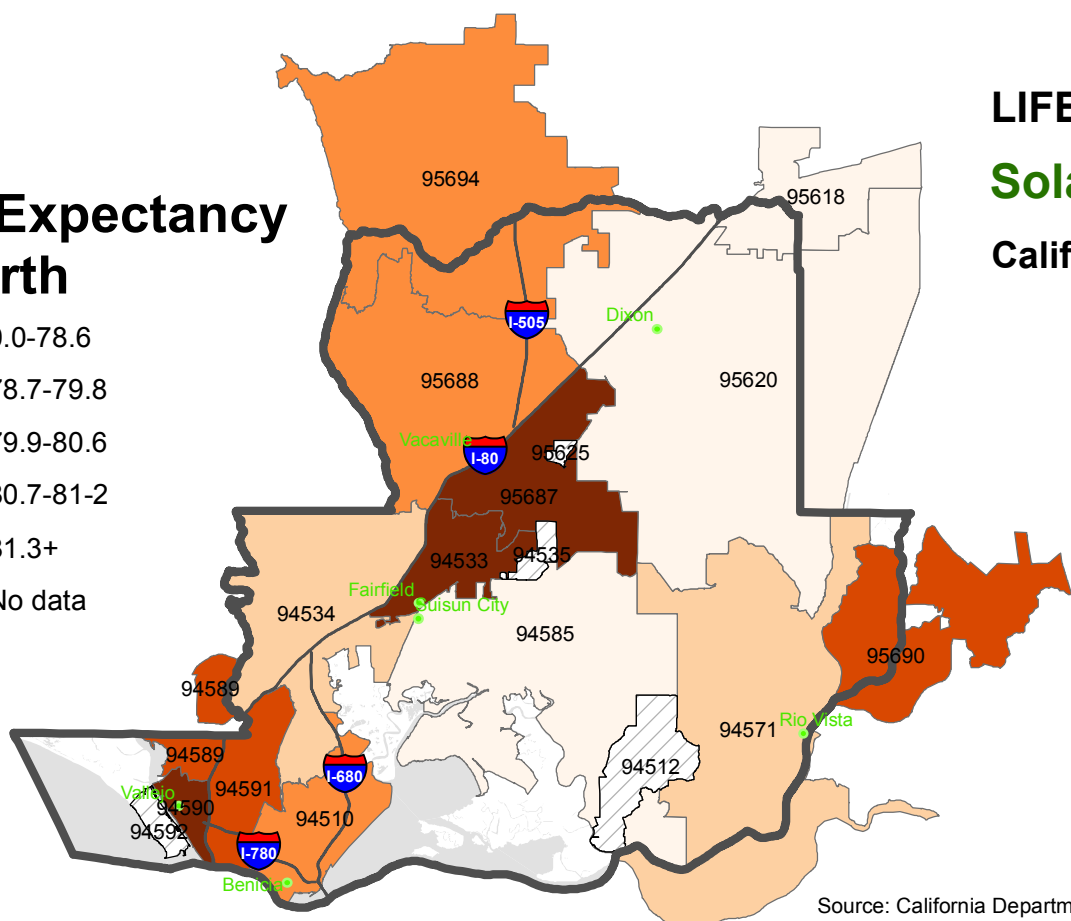 LIFE
Expectancy
Sola
rth
Calif
.0-78.6
78.7-79.8
79.9-80.6
80.7-81-2
81.3+
No data
95694
95618
I-505
Dixon
95688
95620
Vacaville
I-80
95625
95687
94533
94535
Fairfield
Suisun City
94534
94585
94589
95690
94589
94571
Rio Vista
94591
I-680
94512
Vallejo
94590
94592
94510
I-780
Benicia
Source: California Departm